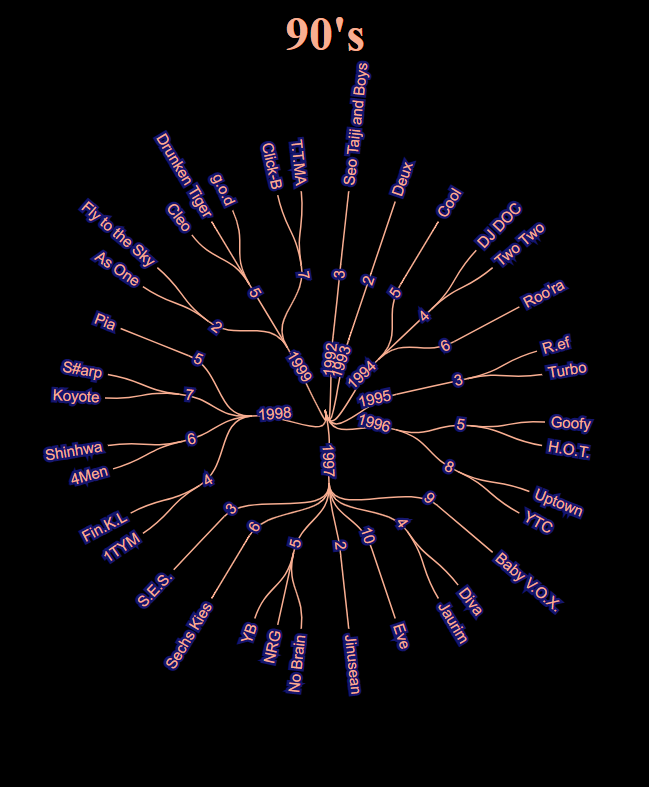 90's
1992
3
Seo Taiji and Boys
1993
2
Deux
1994
5
Cool
4
DJ DOC
Two Two
6
Roo'ra
1995
3
R.ef
Turbo
1996
5
Goofy
H.O.T.
8
Uptown
YTC
1997
9
Baby V.O.X.
4
Diva
Jaurim
10
Eve
2
Jinusean
5
No Brain
NRG
YB
6
Sechs Kies
3
S.E.S.
1998
4
1TYM
Fin.K.L
6
4Men
Shinhwa
7
Koyote
S#arp
5
Pia
1999
2
As One
Fly to the Sky
5
Cleo
Drunken Tiger
g.o.d
7
Click-B
T.T.MA